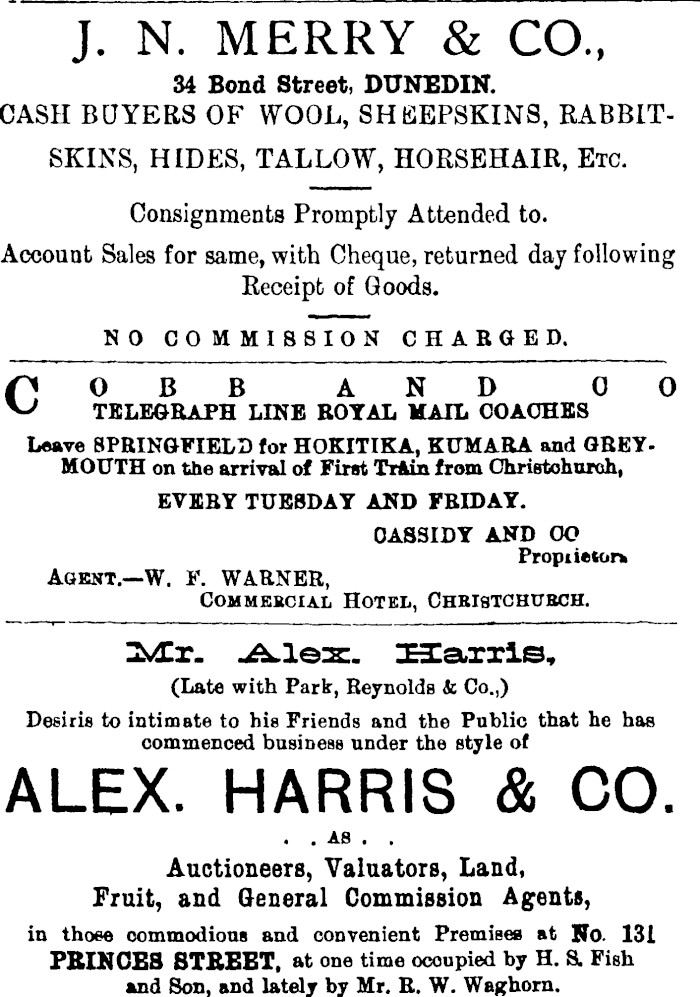 J. N. MERRY & CO.,
34 Bond Street, DUNEDIN.
CASH BUYERS OF WOOL, SHEEPSKINS, RABBIT-
SKINS, HIDES, TALLOW, HORSEHAIR, ETC.
Consignments Promptly Attended to.
Account Sales for same, with Cheque, returned day following
Receipt of Goods.
NO COMMISSION CHARGED.
COBB AND CO
TELEGRAPH LINE ROYAL MAIL COACHES
Leave SPRINGFIELD for HOKITIKA, KUMARA and GREY-
MOUTH on the arrival of First Train from Christchurch,
EVERY TUESDAY AND FRIDAY.
CASSIDY AND CO
Proprietors
AGENT.—W. F. WARNER,
COMMERCIAL HOTEL, CHRISTCHURCH.
Mr. Alex. Harris,
(Late with Park, Reynolds & Co.,)
Desiris to intimate to his Friends and the Public that he has
commenced business under the style of
ALEX. HARRIS & CO.
. . AS . .
Auctioneers, Valuators, Land,
Fruit, and General Commission Agents,
in those commodious and convenient Premises at No. 131
PRINCES STREET, at one time occupied by H. S. Fish
and Son, and lately by Mr. R. W. Waghorn.